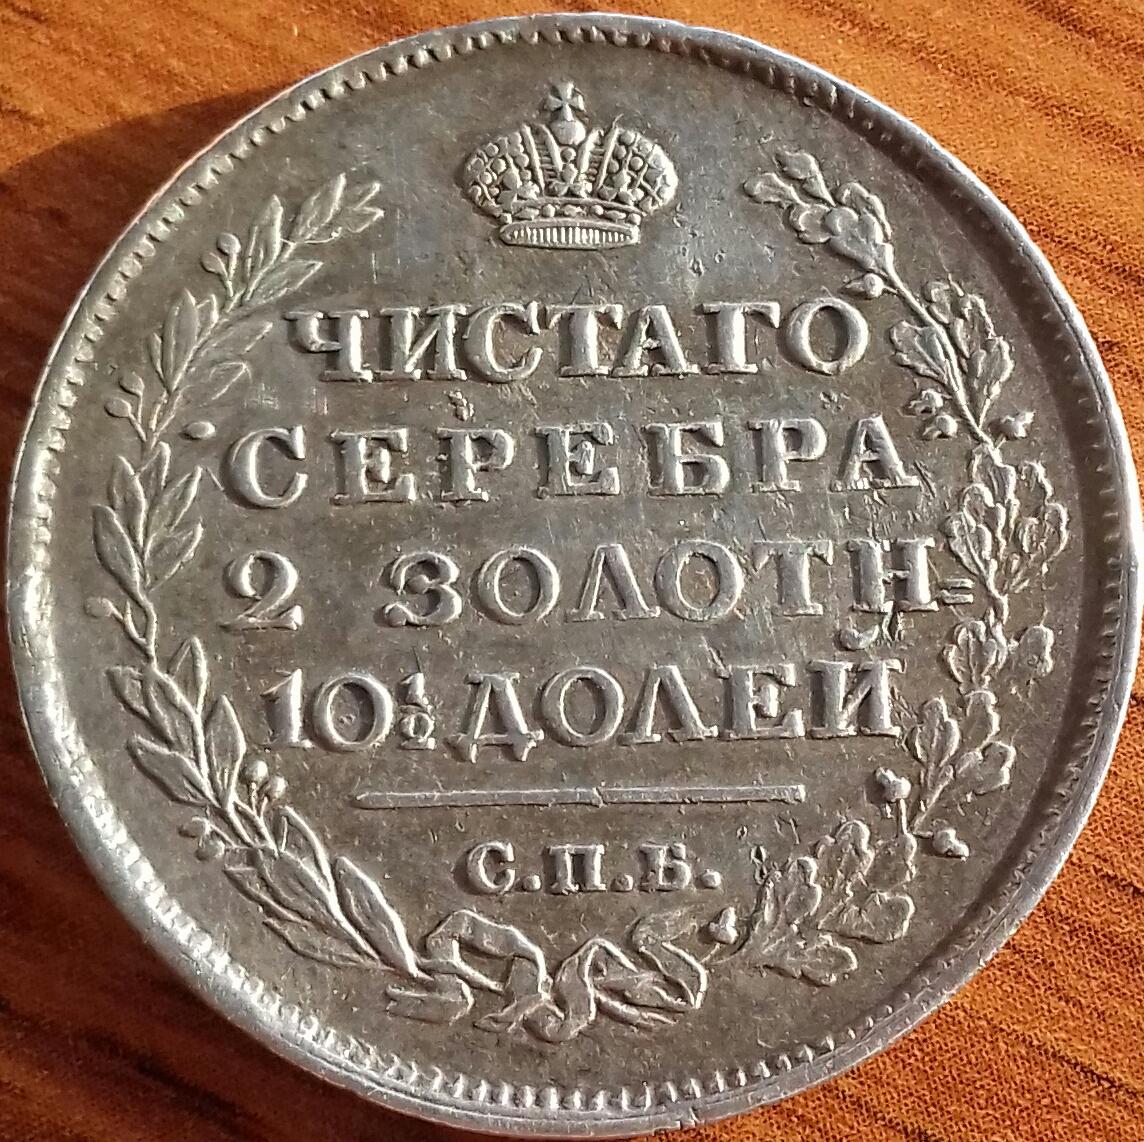 ЧИСТАГО
СЕРЕБРА
2 ЗОЛОТН=
10½ ДОЛЕЙ
С.П.Б.